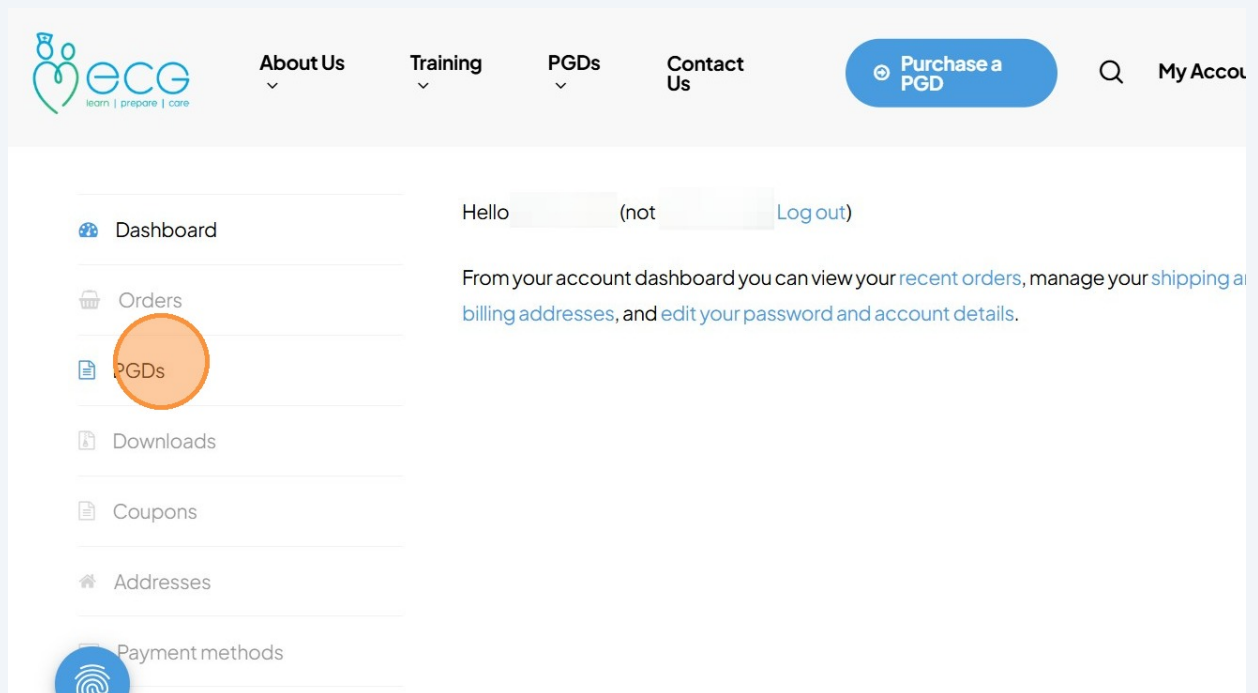 ecg
learn | prepare | care
About Us
Training
PGDs
Contact
Us
Purchase a
PGD
My Accou
Dashboard
Orders
PGDs
Downloads
Coupons
Addresses
Payment methods
Hello (not Log out)
From your account dashboard you can view your recent orders, manage your shipping a
billing addresses, and edit your password and account details.